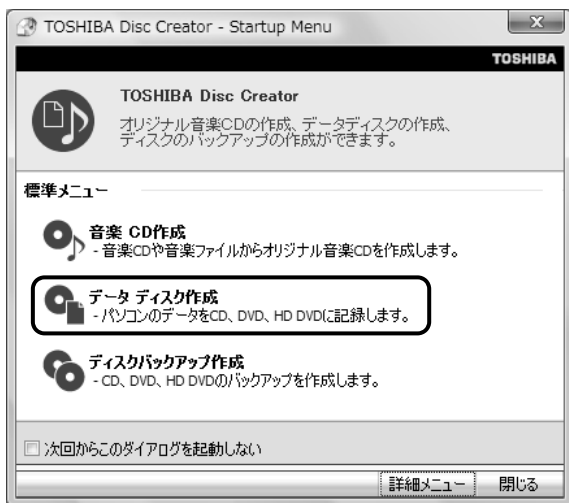 TOSHIBA Disc Creator - Startup Menu
TOSHIBA
TOSHIBA Disc Creator
オリジナル音楽CDの作成、データディスクの作成、
ディスクのバックアップの作成ができます。
標準メニュー
音楽 CD作成
- 音楽CDや音楽ファイルからオリジナル音楽CDを作成します。
データ ディスク作成
- パソコンのデータをCD、DVD、HD DVDに記録します。
ディスクバックアップ作成
- CD、DVD、HD DVDのバックアップを作成します。
次回からこのダイアログを起動しない
詳細メニュー 閉じる